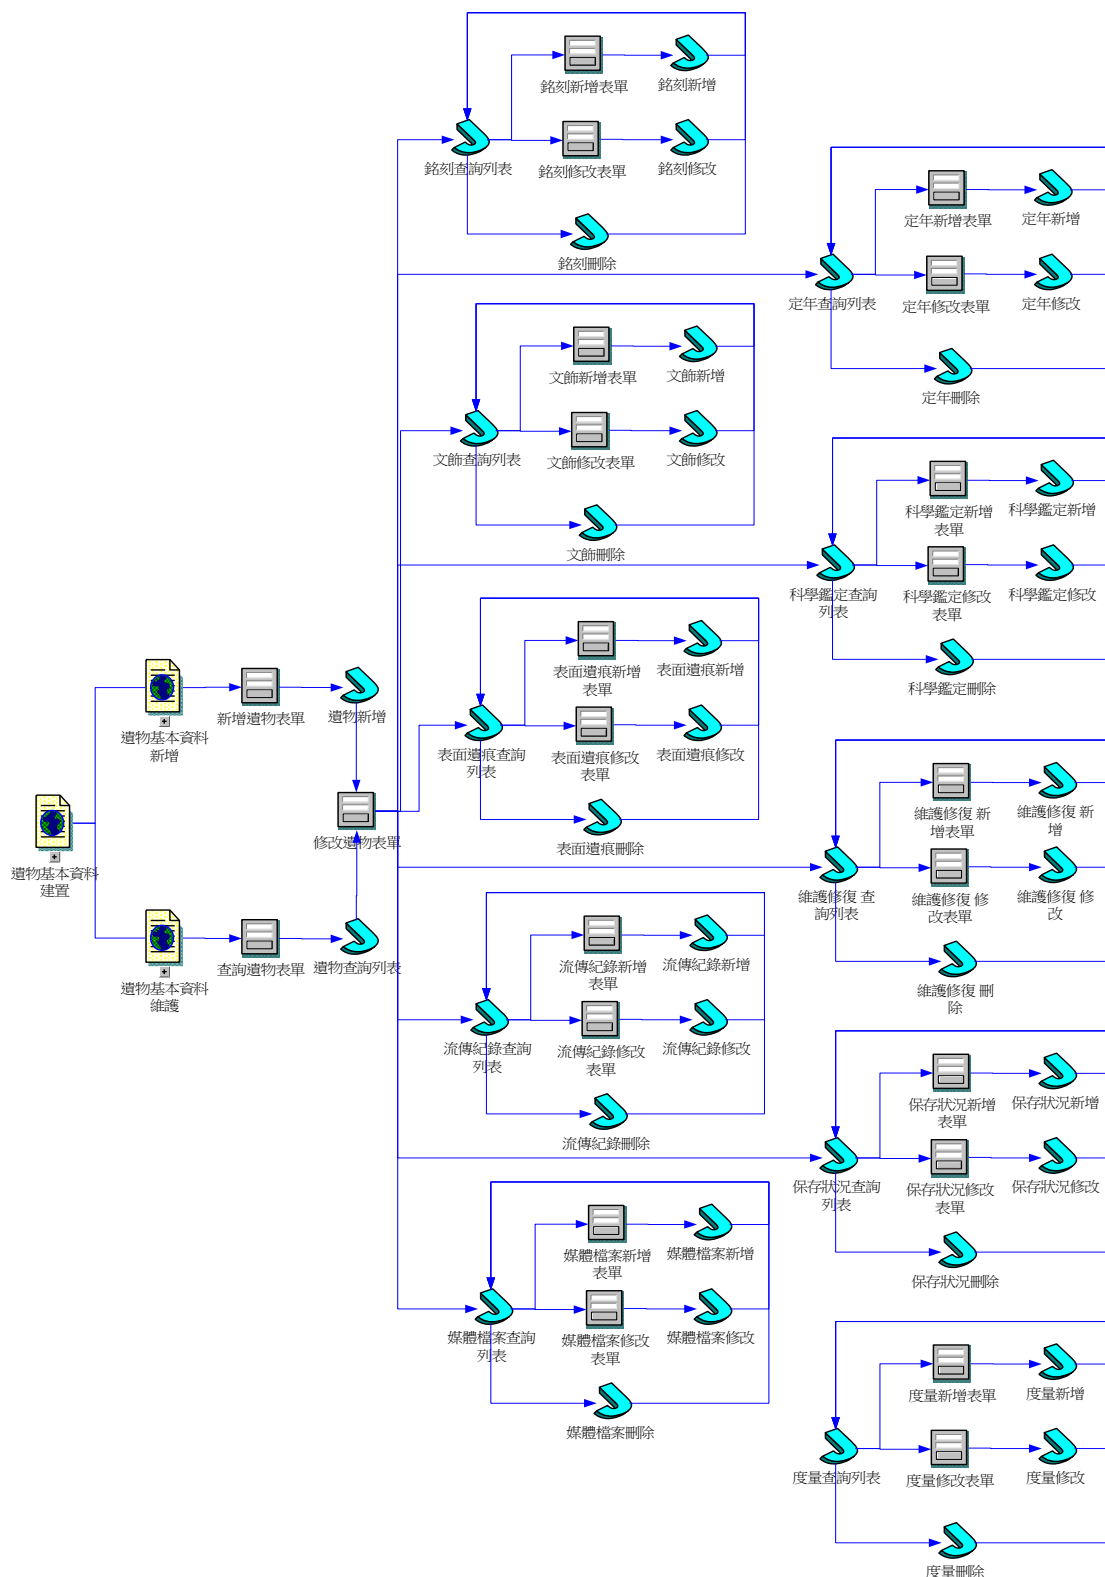 銘刻新增表單
銘刻新增
銘刻查詢列表
銘刻修改表單
銘刻修改
銘刻刪除
定年新增表單
定年新增
定年查詢列表
定年修改表單
定年修改
定年刪除
文飾新增表單
文飾新增
文飾查詢列表
文飾修改表單
文飾修改
文飾刪除
科學鑑定新增
表單
科學鑑定新增
科學鑑定查詢
列表
科學鑑定修改
表單
科學鑑定修改
科學鑑定刪除
表面遺痕新增
表單
表面遺痕新增
表面遺痕查詢
列表
表面遺痕修改
表單
表面遺痕修改
表面遺痕刪除
遺物基本資料
新增
新增遺物表單
遺物新增
修改遺物表單
遺物基本資料
建置
遺物基本資料
維護
查詢遺物表單
遺物查詢列表
維護修復 新
增表單
維護修復 新
增
維護修復 查
詢列表
維護修復 修
改表單
維護修復 修
改
維護修復 刪
除
流傳紀錄新增
表單
流傳紀錄新增
流傳紀錄查詢
列表
流傳紀錄修改
表單
流傳紀錄修改
流傳紀錄刪除
保存狀況新增
表單
保存狀況新增
保存狀況查詢
列表
保存狀況修改
表單
保存狀況修改
保存狀況刪除
媒體檔案新增
表單
媒體檔案新增
媒體檔案查詢
列表
媒體檔案修改
表單
媒體檔案修改
媒體檔案刪除
度量新增表單
度量新增
度量查詢列表
度量修改表單
度量修改
度量刪除